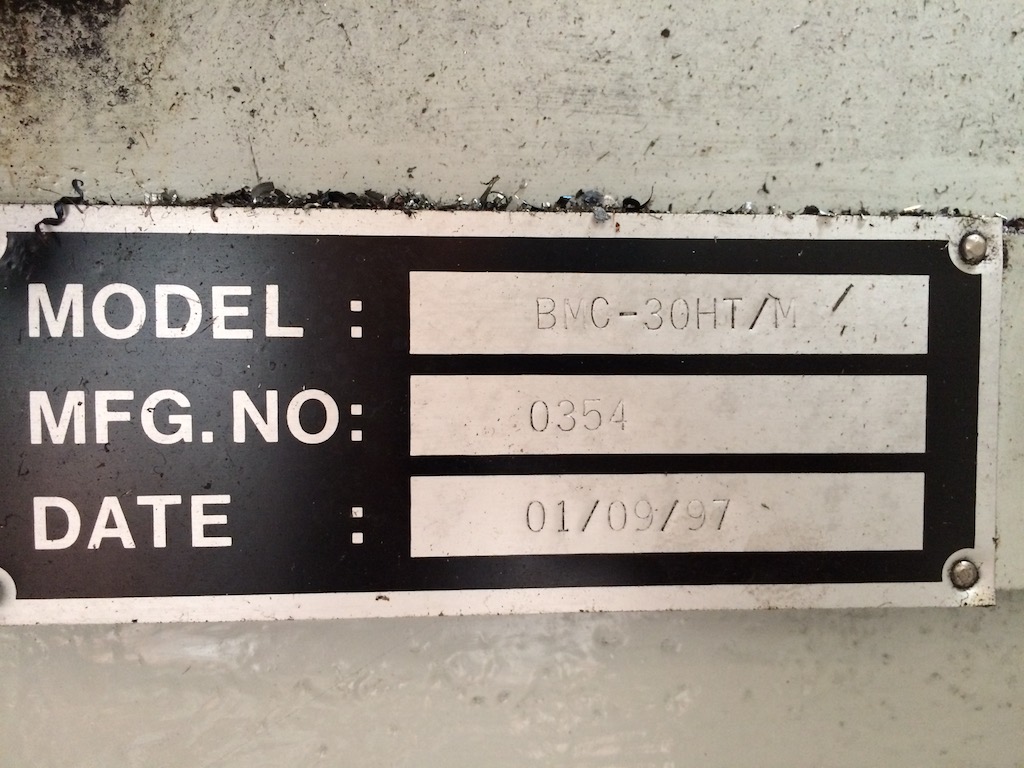 MODEL : BMC-30HT/M /
MFG.NO: 0354
DATE : 01/09/97